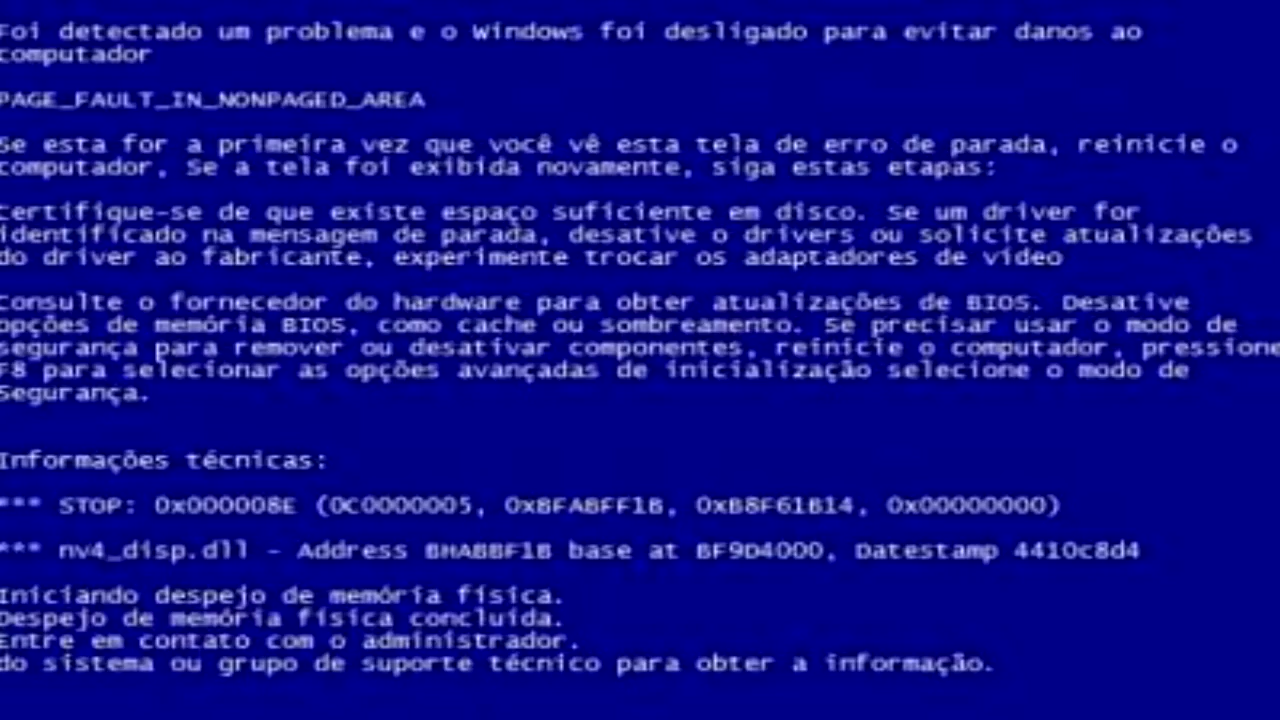 Foi detectado um problema e o Windows foi desligado para evitar danos ao
computador
PAGE_FAULT_IN_NONPAGED_AREA
Se esta for a primeira vez que você vê esta tela de erro de parada, reinicie o
computador, Se a tela foi exibida novamente, siga estas etapas:
Certifique-se de que existe espaço suficiente em disco. Se um driver for
identificado na mensagem de parada, desative o drivers ou solicite atualizações
do driver ao fabricante, experimente trocar os adaptadores de vídeo
Consulte o fornecedor do hardware para obter atualizações de BIOS. Desative
opções de memória BIOS, como cache ou sombreamento. Se precisar usar o modo de
segurança para remover ou desativar componentes, reinicie o computador, pressione
F8 para selecionar as opções avançadas de inicialização selecione o modo de
Segurança.
Informações técnicas:
*** STOP: 0x000008E (0C0000005, 0xBFABFF1B, 0xB8F61B14, 0x00000000)
*** nv4_disp.dll - Address BHABBF1B base at BF9D4000, Datestamp 4410c8d4
Iniciando despejo de memória física.
Despejo de memória física concluída.
Entre em contato com o administrador.
do sistema ou grupo de suporte técnico para obter a informação.